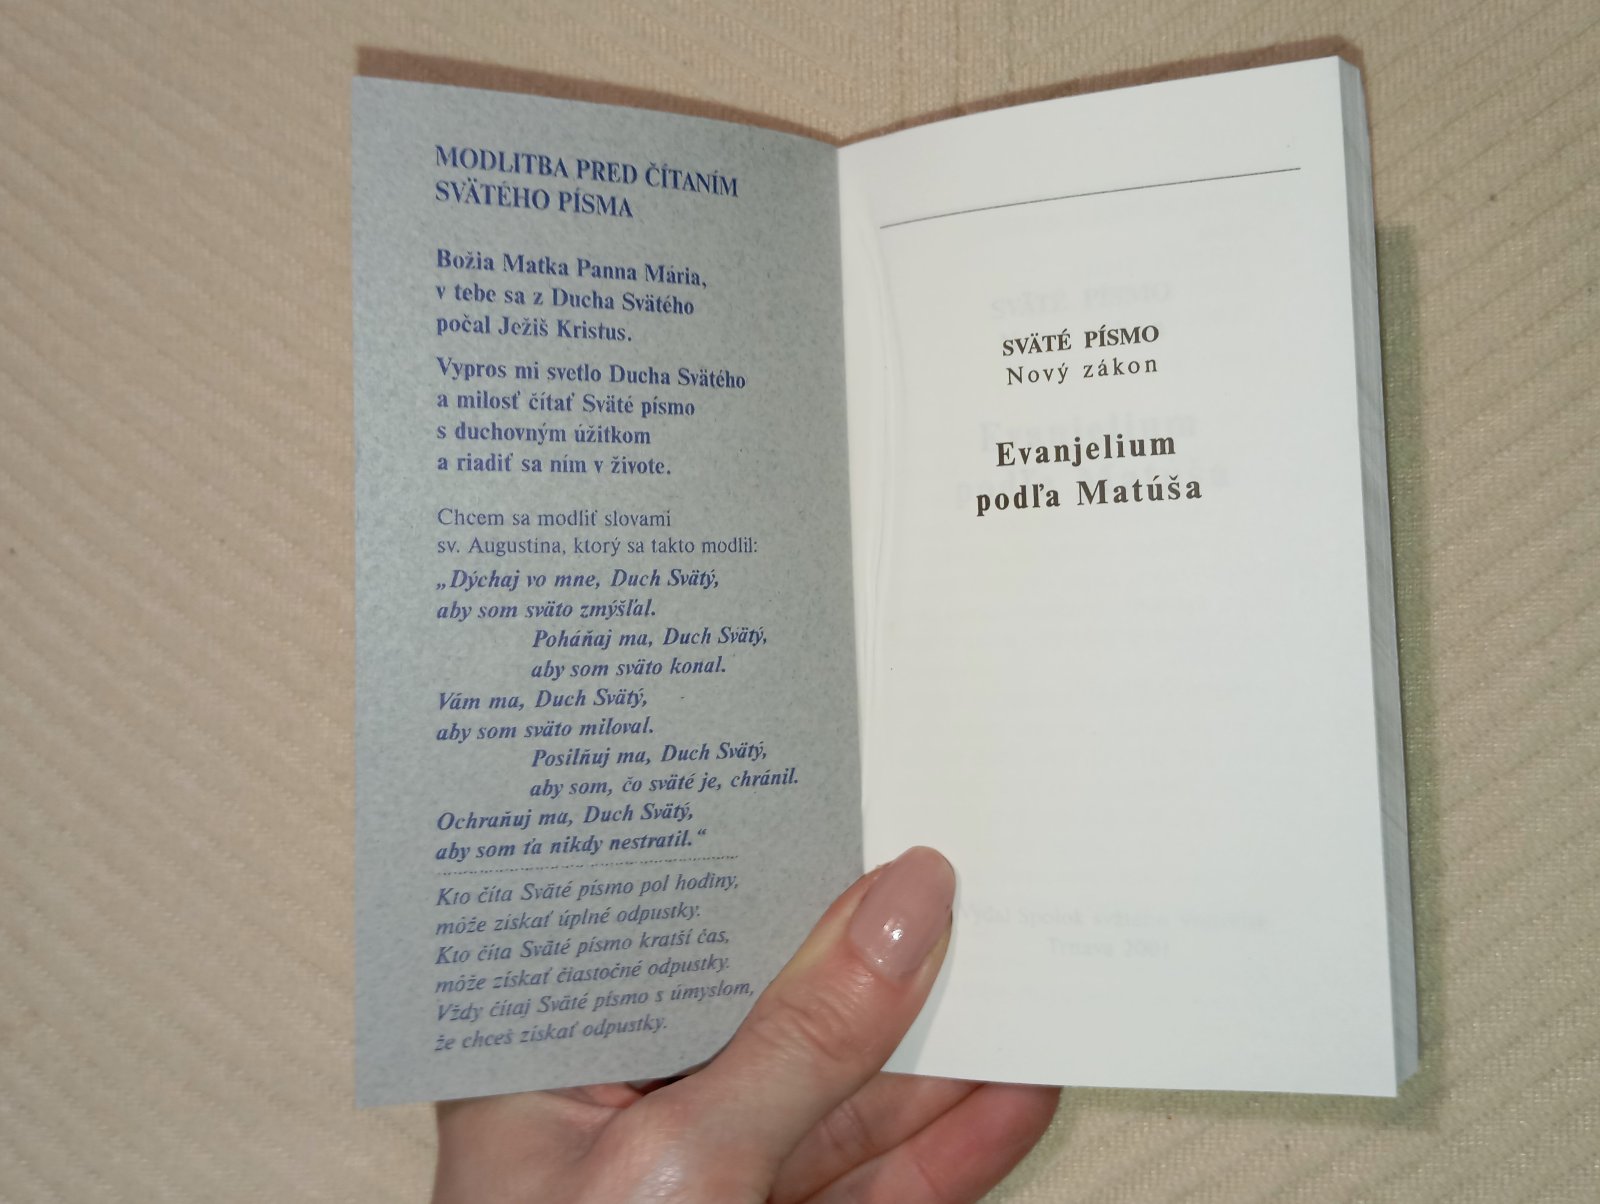 MODLITBA PRED ČÍTANÍM
SVÄTÉHO PÍSMA
Božia Matka Panna Mária,
v tebe sa z Ducha Svätého
počal Ježiš Kristus.
Vypros mi svetlo Ducha Svätého
a milosť čítať Sväté písmo
s duchovným úžitkom
a riadiť sa ním v živote.
Chcem sa modliť slovami
sv. Augustína, ktorý sa takto modlil:
„Dýchaj vo mne, Duch Svätý,
aby som sväto zmýšľal.
Poháňaj ma, Duch Svätý,
aby som sväto konal.
Vám ma, Duch Svätý,
aby som sväto miloval.
Posilňuj ma, Duch Svätý,
aby som, čo sväté je, chránil.
Ochraňuj ma, Duch Svätý,
aby som ťa nikdy nestratil.“
Kto číta Sväté písmo pol hodiny,
môže získať úplné odpustky.
Kto číta Sväté písmo kratší čas,
môže získať čiastočné odpustky.
Vždy čítaj Sväté písmo s úmyslom,
že chceš získať odpustky.
SVÄTÉ PÍSMO
Nový zákon
Evanjelium
podľa Matúša